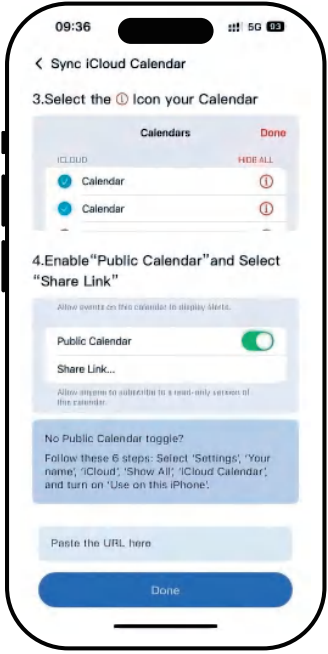 09:36
5G 03
Sync iCloud Calendar
3.Select the ⓘ Icon your Calendar
Calendars Done
ICLOUD HIDE ALL
Calendar
Calendar
4.Enable“Public Calendar”and Select
“Share Link”
Allow events on this calendar to display alerts.
Public Calendar
Share Link...
Allow anyone to subscribe to a read-only version of
this calendar.
No Public Calendar toggle?
Follow these 6 steps: Select ‘Settings’, ‘Your
name’, ‘iCloud’, ‘Show All’, ‘iCloud Calendar’,
and turn on ‘Use on this iPhone’.
Paste the URL here
Done